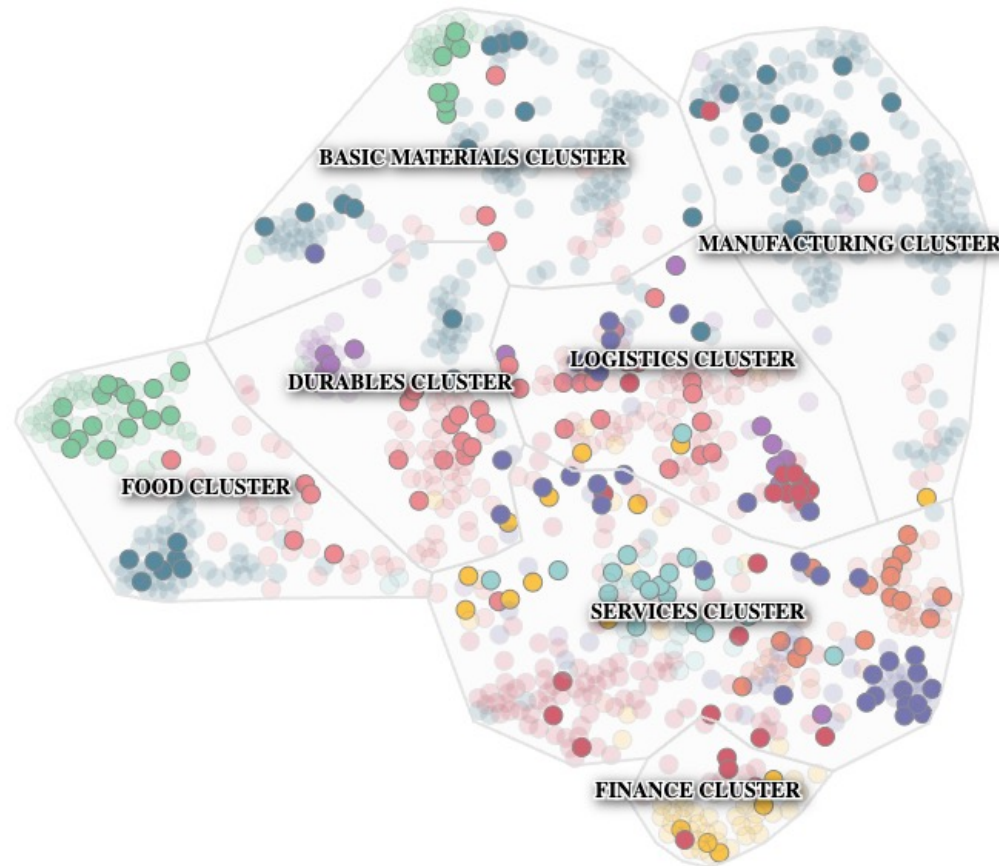 BASIC MATERIALS CLUSTER
MANUFACTURING CLUSTER
LOGISTICS CLUSTER
DURABLES CLUSTER
FOOD CLUSTER
SERVICES CLUSTER
FINANCE CLUSTER